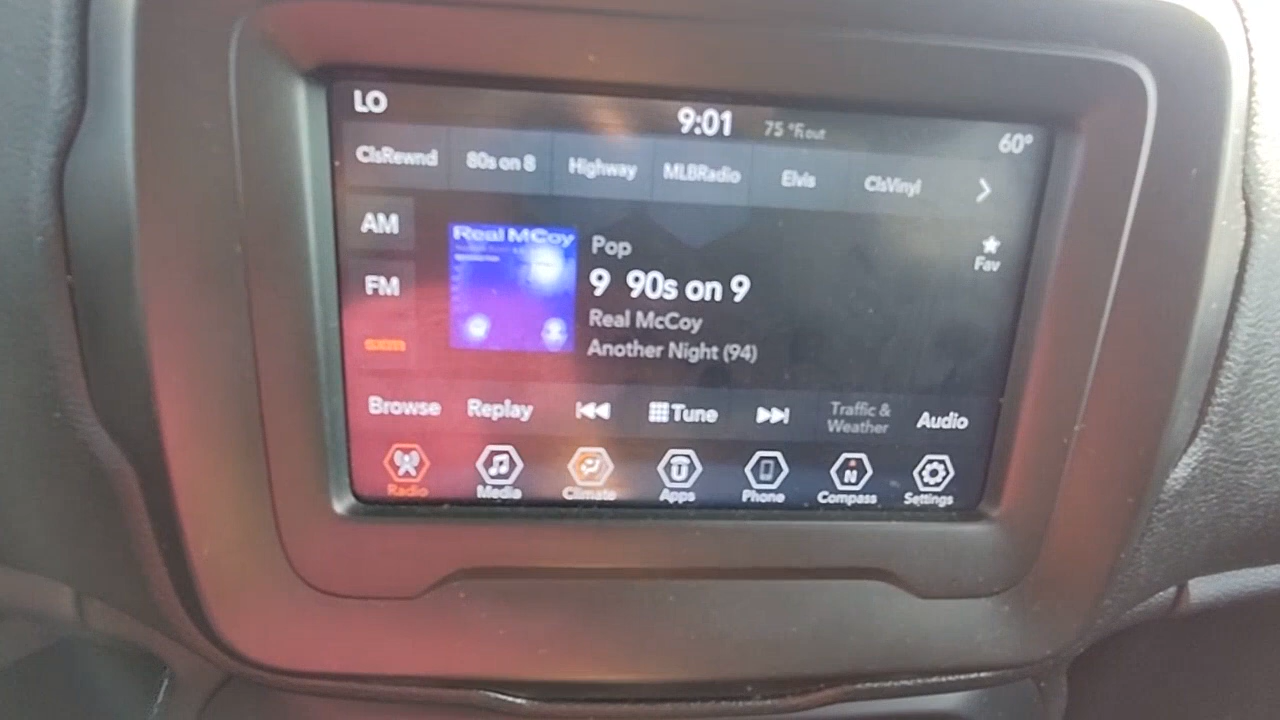 LO 9:01 75 °F out 60°
ClsRewnd 80s on 8 Highway MLBRadio Elvis ClsVinyl
AM
FM
sxm
Real McCoy
Pop
9 90s on 9
Real McCoy
Another Night (94)
Fav
Browse Replay Tune Traffic & Weather Audio
Radio Media Climate Apps Phone Compass Settings
N